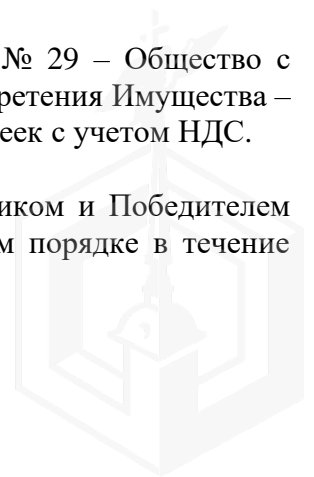 № 29 – Общество с
ретения Имущества –
еек с учетом НДС.
иком и Победителем
м порядке в течение